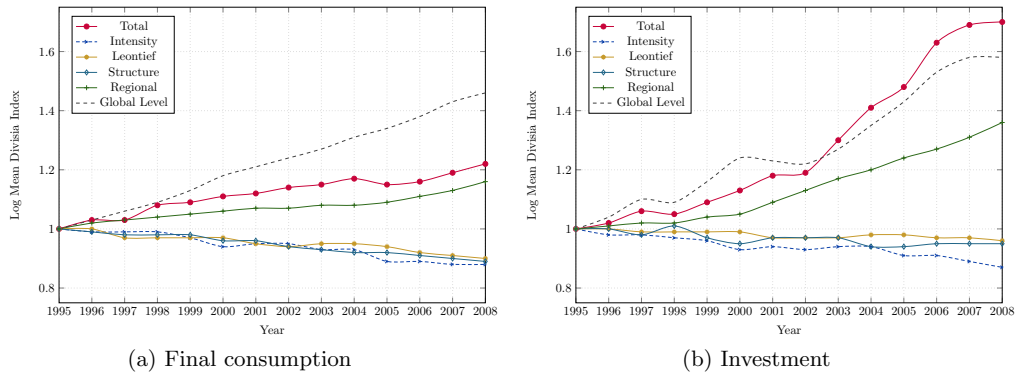 Total
Intensity
Leontief
Structure
Regional
Global Level
Log Mean Divisia Index
1.6
1.4
1.2
1
0.8
1995 1996 1997 1998 1999 2000 2001 2002 2003 2004 2005 2006 2007 2008
Year
(a) Final consumption
Total
Intensity
Leontief
Structure
Regional
Global Level
Log Mean Divisia Index
1.6
1.4
1.2
1
0.8
1995 1996 1997 1998 1999 2000 2001 2002 2003 2004 2005 2006 2007 2008
Year
(b) Investment